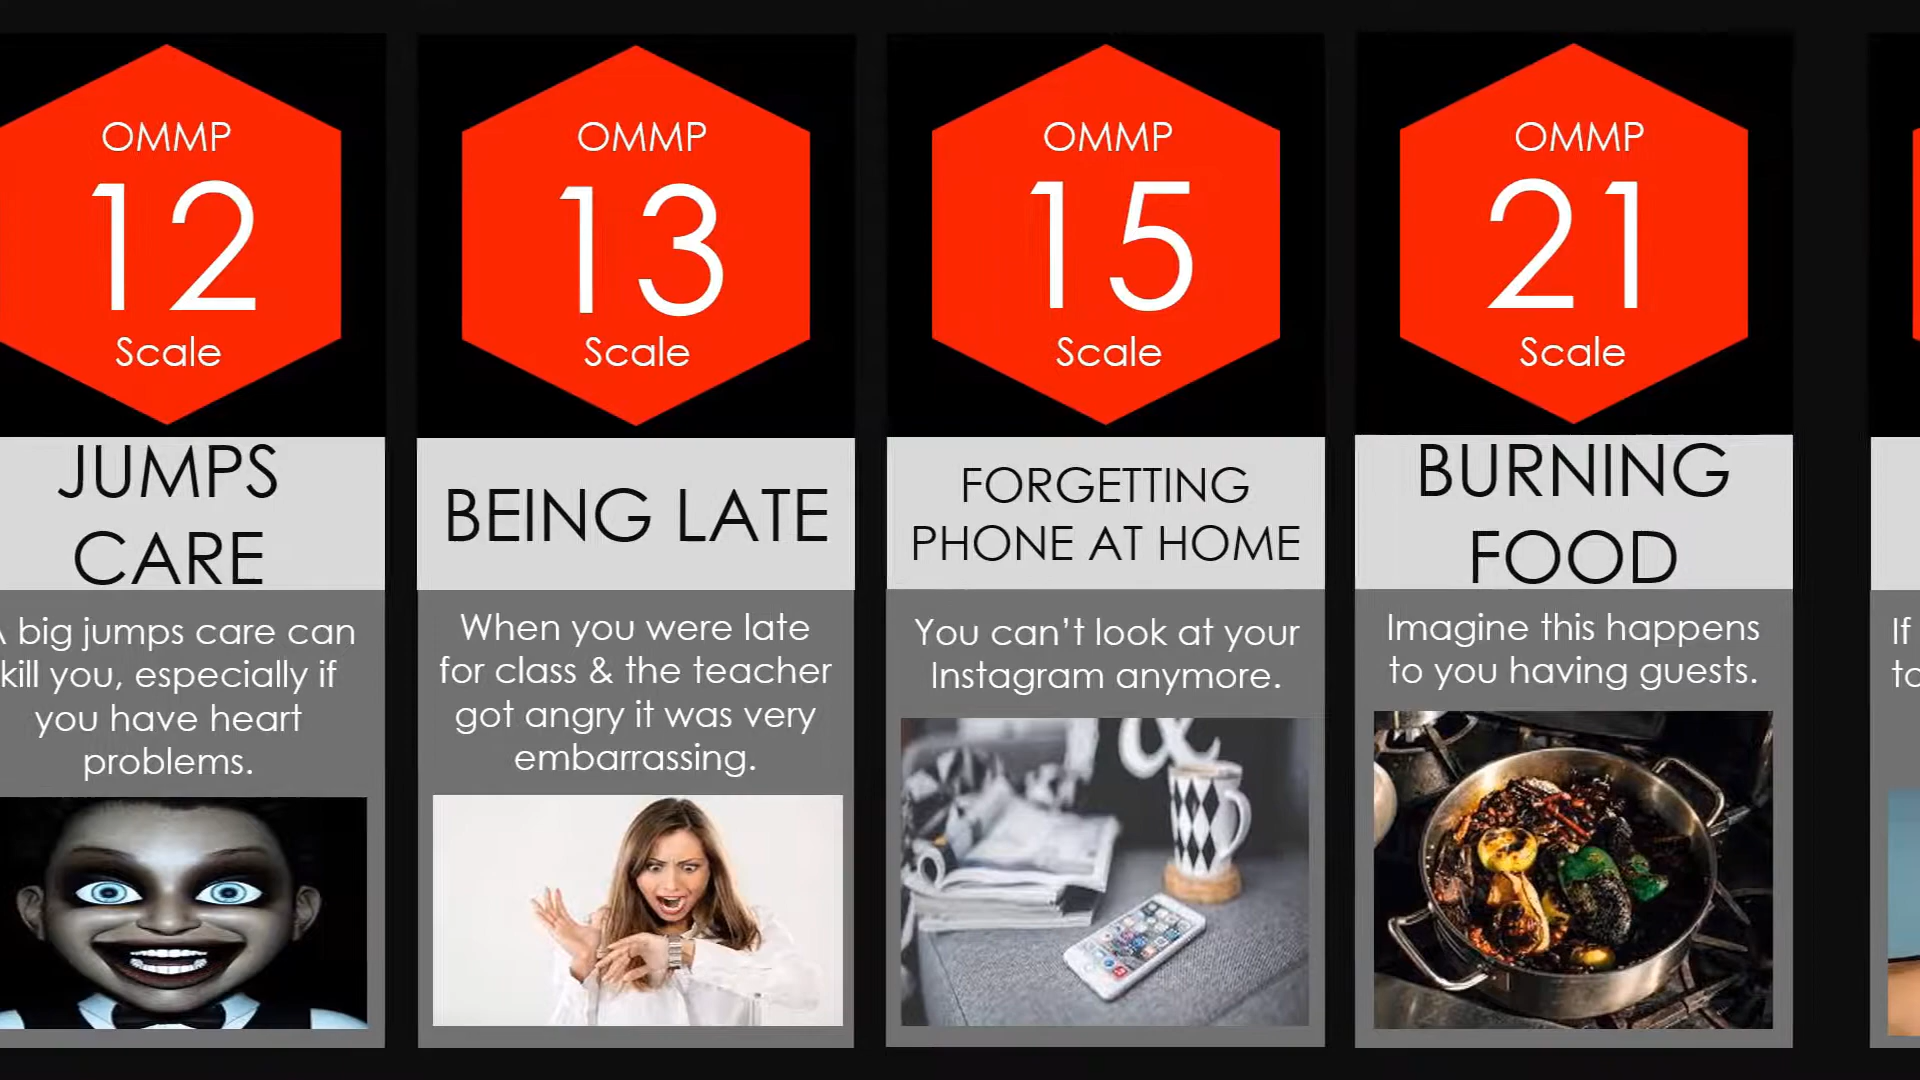 OMMP
12
Scale
JUMPS
CARE
A big jumps care can
kill you, especially if
you have heart
problems.
OMMP
13
Scale
BEING LATE
When you were late
for class & the teacher
got angry it was very
embarrassing.
OMMP
15
Scale
FORGETTING
PHONE AT HOME
You can’t look at your
Instagram anymore.
&
OMMP
21
Scale
BURNING
FOOD
Imagine this happens
to you having guests.
If